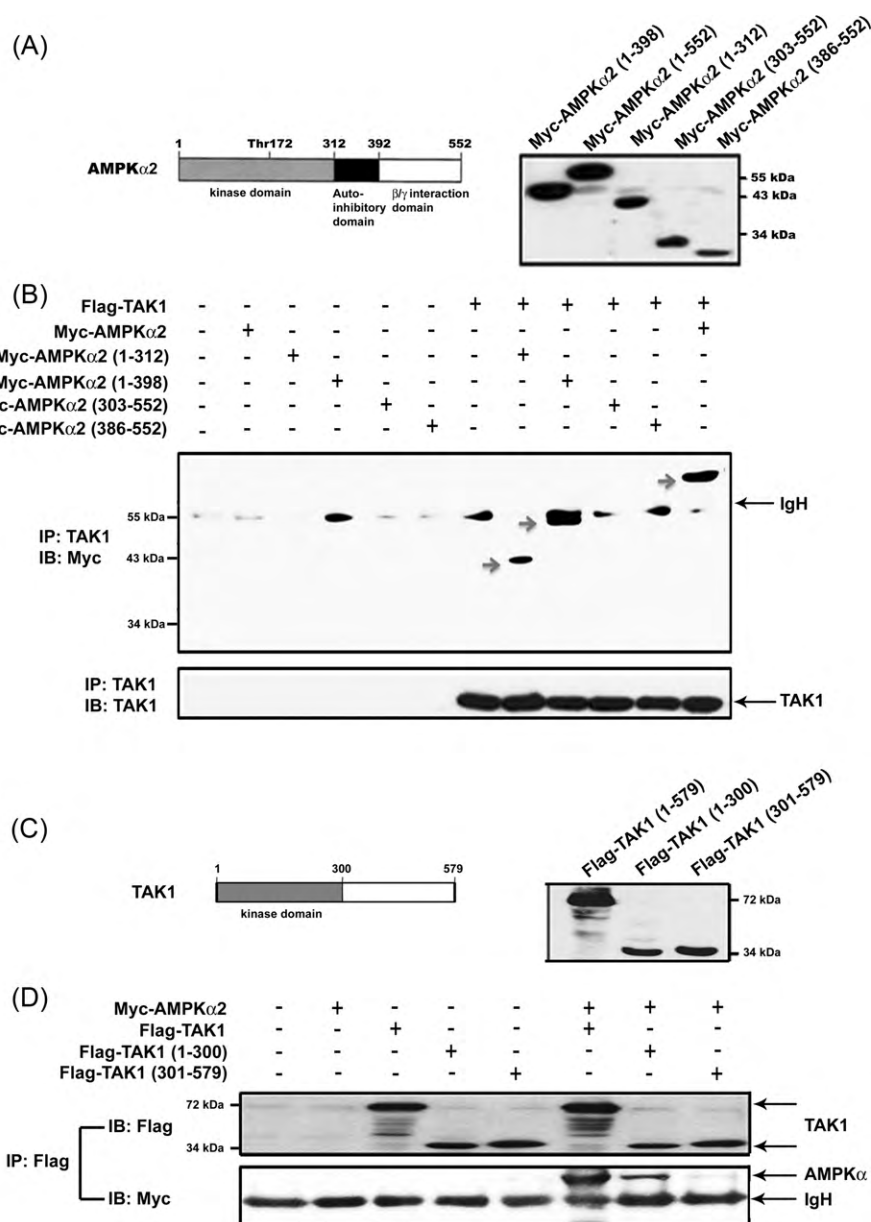 (A)
Myc-AMPKα2 (1-398)
Myc-AMPKα2 (1-552)
Myc-AMPKα2 (1-312)
Myc-AMPKα2 (303-552)
Myc-AMPKα2 (386-552)
1 Thr172 312 392 552
AMPKα2
kinase domain
Auto-
inhibitory
domain
β/γ interaction
domain
55 kDa
43 kDa
34 kDa
(B)
Flag-TAK1 - - - - - - + + + + + +
Myc-AMPKα2 - + - - - - - - - - - +
Myc-AMPKα2 (1-312) - - + - - - - + - - - -
Myc-AMPKα2 (1-398) - - - + - - - - + - - -
c-AMPKα2 (303-552) - - - - + - - - - + - -
c-AMPKα2 (386-552) - - - - - + - - - - + -
IgH
IP: TAK1
IB: Myc
55 kDa
43 kDa
34 kDa
IP: TAK1
IB: TAK1
TAK1
(C)
Flag-TAK1 (1-579)
Flag-TAK1 (1-300)
Flag-TAK1 (301-579)
1 300 579
TAK1
kinase domain
72 kDa
34 kDa
(D)
Myc-AMPKα2 - + - - - + + +
Flag-TAK1 - - + - - + - -
Flag-TAK1 (1-300) - - - + - - + -
Flag-TAK1 (301-579) - - - - + - - +
72 kDa
IB: Flag
34 kDa
TAK1
IP: Flag
IB: Myc
AMPKα
IgH